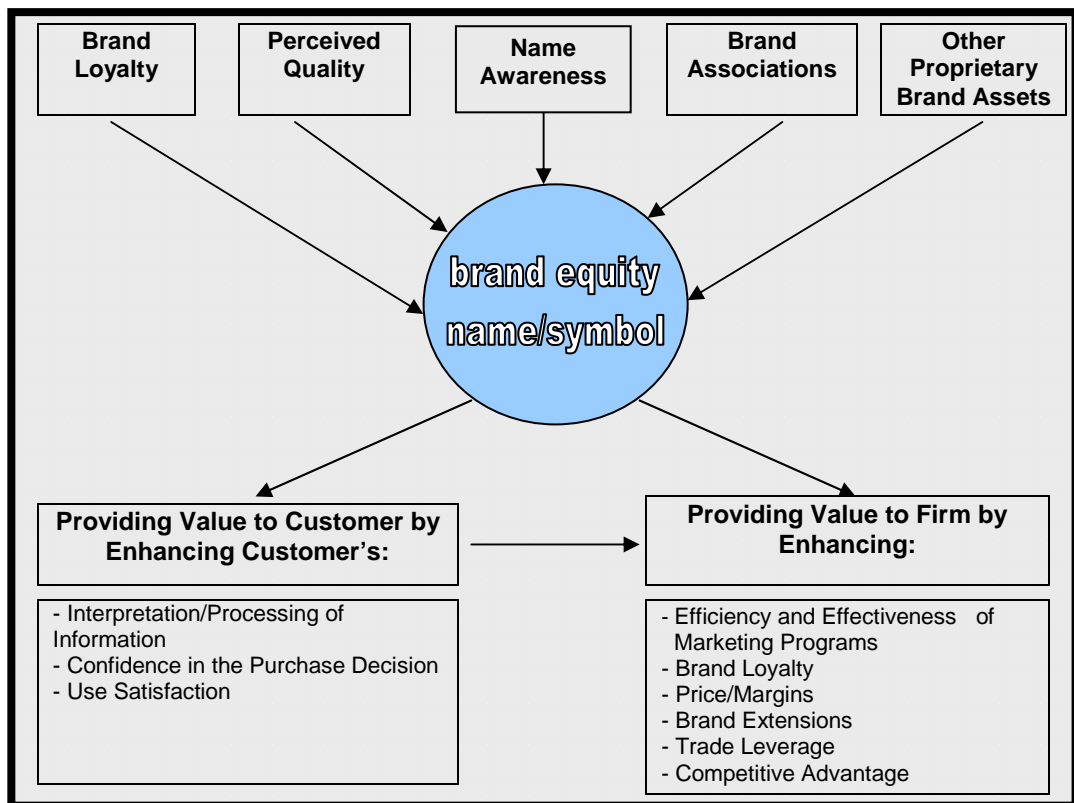 Brand
Loyalty
Perceived
Quality
Name
Awareness
Brand
Associations
Other
Proprietary
Brand Assets
brand equity
name/symbol
Providing Value to Customer by
Enhancing Customer's:
Providing Value to Firm by
Enhancing:
- Interpretation/Processing of
Information
- Confidence in the Purchase Decision
- Use Satisfaction
- Efficiency and Effectiveness of
Marketing Programs
- Brand Loyalty
- Price/Margins
- Brand Extensions
- Trade Leverage
- Competitive Advantage